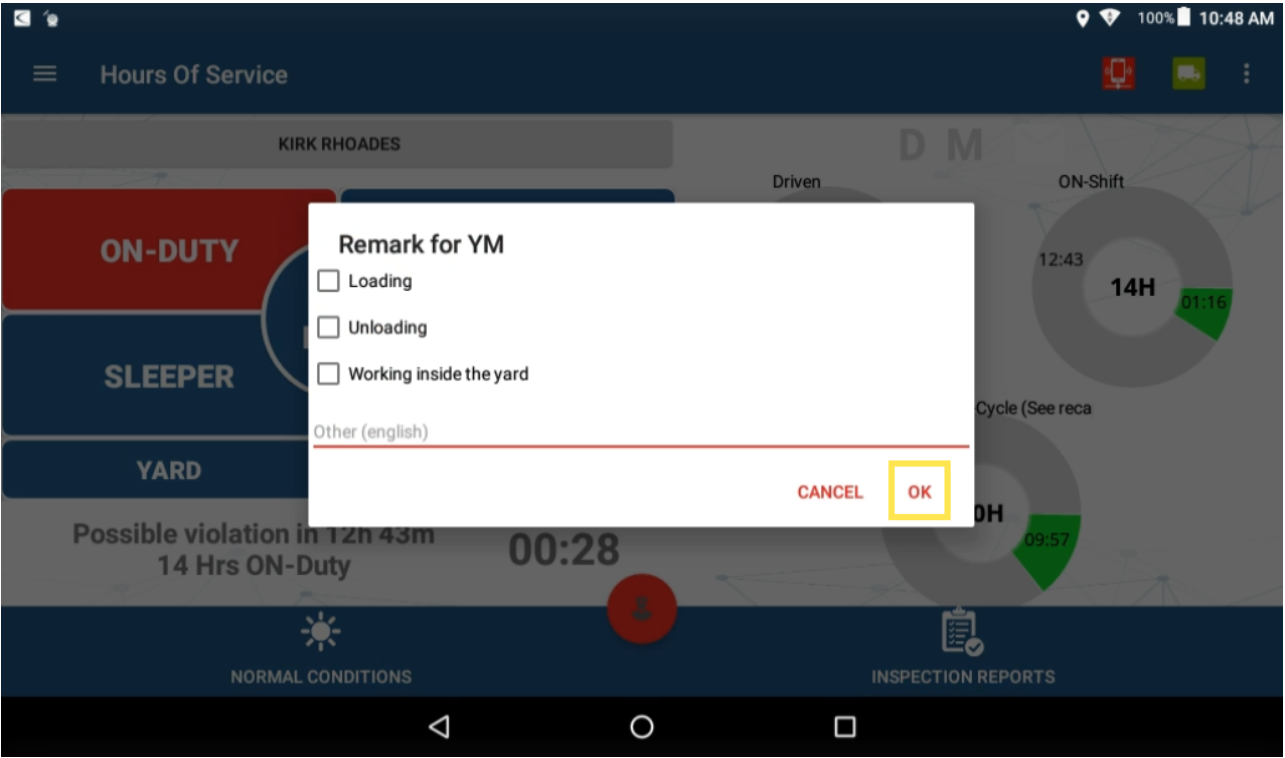 100% 10:48 AM
Hours Of Service
KIRK RHOADES
D M
Driven
ON-Shift
ON-DUTY
Remark for YM
Loading
12:43
14H
01:16
Unloading
SLEEPER
Working inside the yard
Cycle (See reca
Other (english)
YARD
CANCEL
OK
0H
Possible violation in 12h 43m
14 Hrs ON-Duty
00:28
09:57
NORMAL CONDITIONS
INSPECTION REPORTS